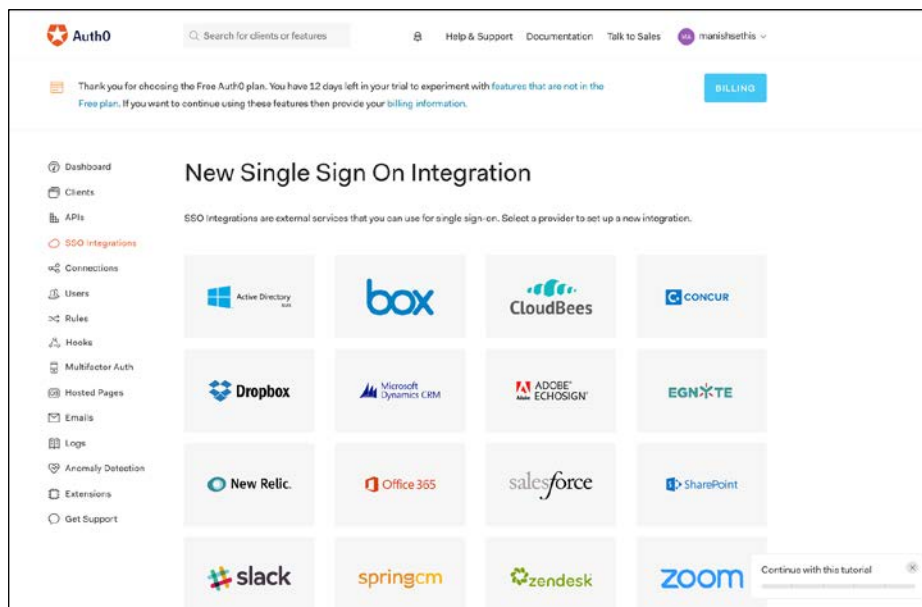 Auth0
Search for clients or features
Help & Support
Documentation
Talk to Sales
MA
manishsethis
Thank you for choosing the Free Auth0 plan. You have 12 days left in your trial to experiment with features that are not in the
Free plan. If you want to continue using these features then provide your billing information.
BILLING
Dashboard
Clients
APIs
SSO Integrations
Connections
Users
Rules
Hooks
Multifactor Auth
Hosted Pages
Emails
Logs
Anomaly Detection
Extensions
Get Support
New Single Sign On Integration
SSO Integrations are external services that you can use for single sign-on. Select a provider to set up a new integration.
Active Directory
box
CloudBees
C. CONCUR
Dropbox
Microsoft
Dynamics CRM
Adobe
ADOBE®
ECHOSIGN®
EGNYTE
New Relic.
Office 365
salesforce
SharePoint
slack
springcm
zendesk
zoom
Continue with this tutorial